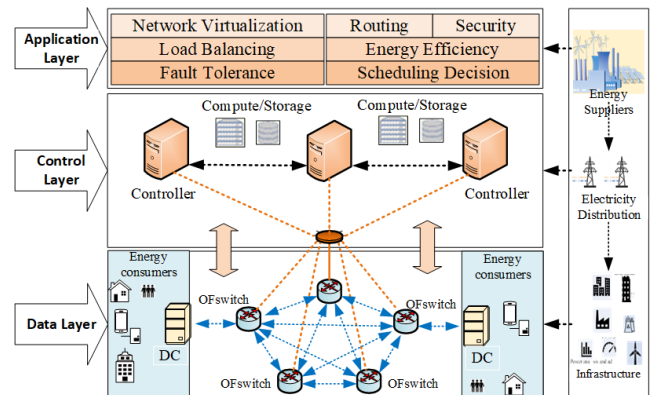 Application
Layer
Network Virtualization
Routing
Security
Load Balancing
Energy Efficiency
Fault Tolerance
Scheduling Decision
Energy
Suppliers
Control
Layer
Compute/Storage
Compute/Storage
Controller
Controller
Electricity
Distribution
Data Layer
Energy
consumers
DC
OFswitch
OFswitch
OFswitch
OFswitch
Energy
consumers
DC
Infrastructure